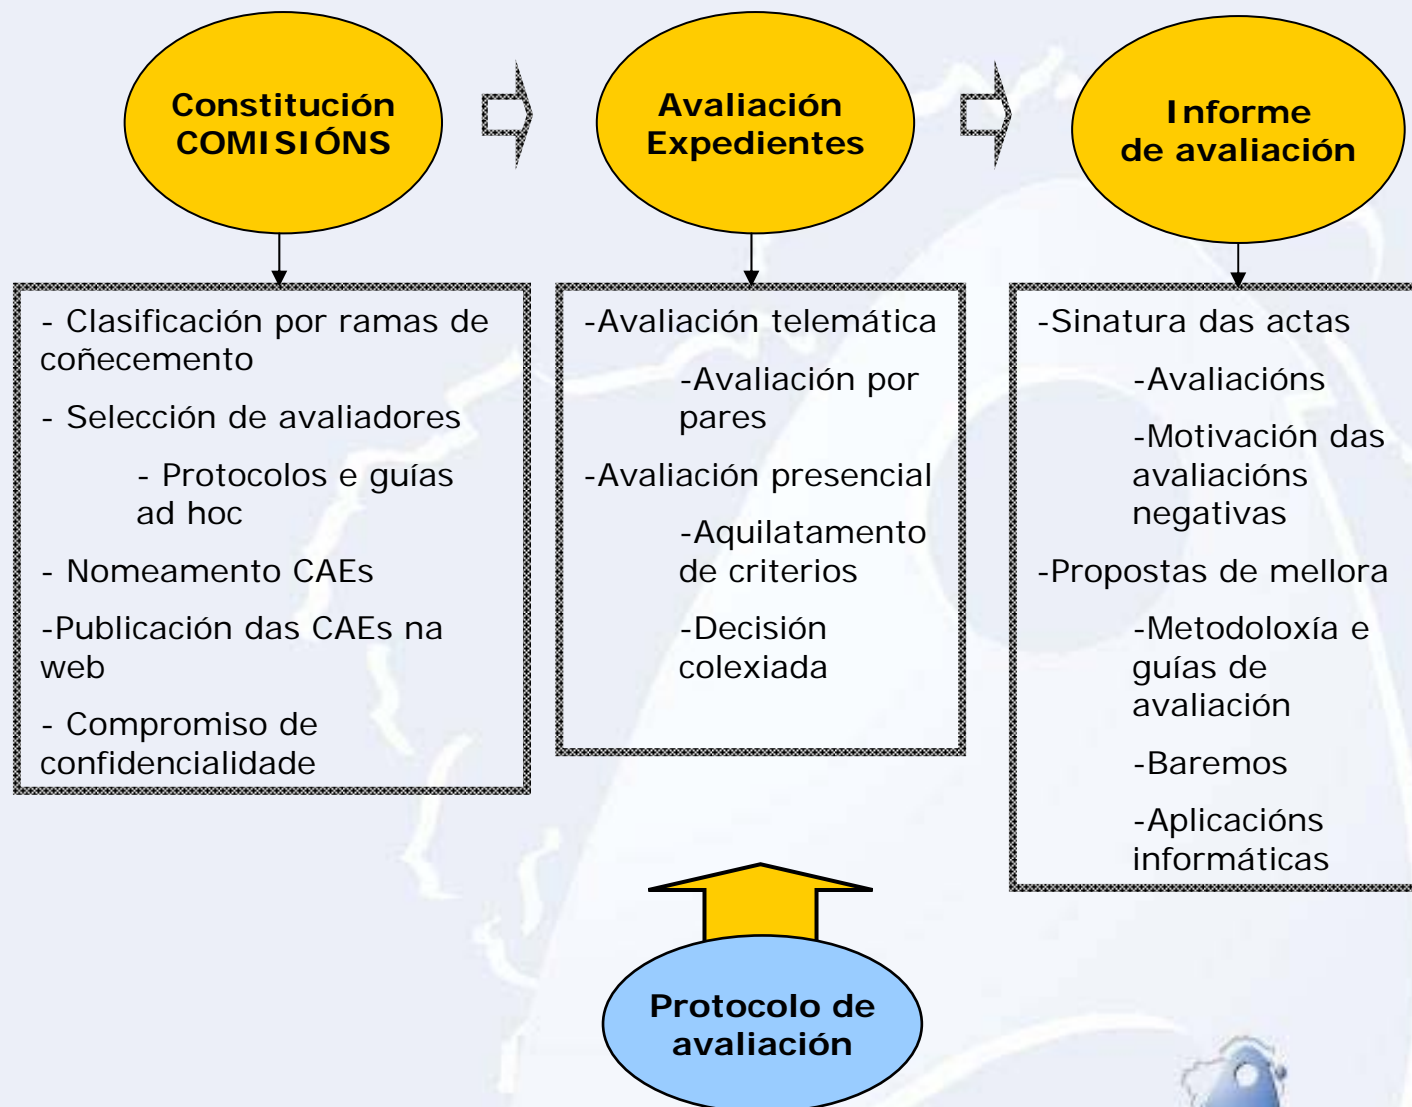 Constitución
COMISIÓNS
Avaliación
Expedientes
Informe
de avaliación
- Clasificación por ramas de
coñecemento
- Selección de avaliadores
- Protocolos e guías
ad hoc
- Nomeamento CAEs
-Publicación das CAEs na
web
- Compromiso de
confidencialidade
-Avaliación telemática
-Avaliación por
pares
-Avaliación presencial
-Aquilatamento
de criterios
-Decisión
colexiada
-Sinatura das actas
-Avaliacións
-Motivación das
avaliacións
negativas
-Propostas de mellora
-Metodoloxía e
guías de
avaliación
-Baremos
-Aplicacións
informáticas
Protocolo de
avaliación